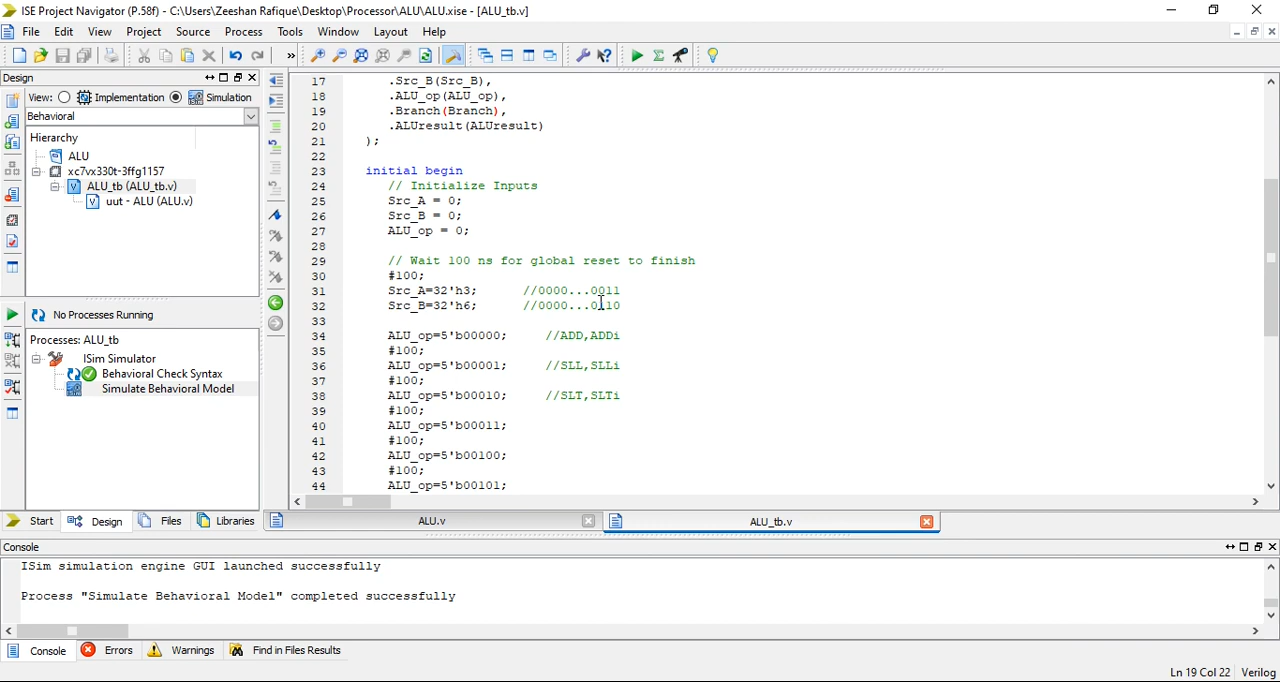 ISE Project Navigator (P.58f) - C:\Users\Zeeshan Rafique\Desktop\Processor\ALU\ALU.xise - [ALU_tb.v]
File Edit View Project Source Process Tools Window Layout Help
Design
View: Implementation Simulation
Behavioral
Hierarchy
ALU
xc7vx330t-3ffg1157
ALU_tb (ALU_tb.v)
uut - ALU (ALU.v)
No Processes Running
Processes: ALU_tb
ISim Simulator
Behavioral Check Syntax
Simulate Behavioral Model
Start Design Files Libraries
17 .Src_B(Src_B),
18 .ALU_op(ALU_op),
19 .Branch(Branch),
20 .ALUresult(ALUresult)
21 );
22
23 initial begin
24 // Initialize Inputs
25 Src_A = 0;
26 Src_B = 0;
27 ALU_op = 0;
28
29 // Wait 100 ns for global reset to finish
30 #100;
31 Src_A=32'h3; //0000...0011
32 Src_B=32'h6; //0000...0110
33
34 ALU_op=5'b00000; //ADD,ADDi
35 #100;
36 ALU_op=5'b00001; //SLL,SLLi
37 #100;
38 ALU_op=5'b00010; //SLT,SLTi
39 #100;
40 ALU_op=5'b00011;
41 #100;
42 ALU_op=5'b00100;
43 #100;
44 ALU_op=5'b00101;
ALU.v ALU_tb.v
Console
ISim simulation engine GUI launched successfully
Process "Simulate Behavioral Model" completed successfully
Console Errors Warnings Find in Files Results
Ln 19 Col 22 Verilog